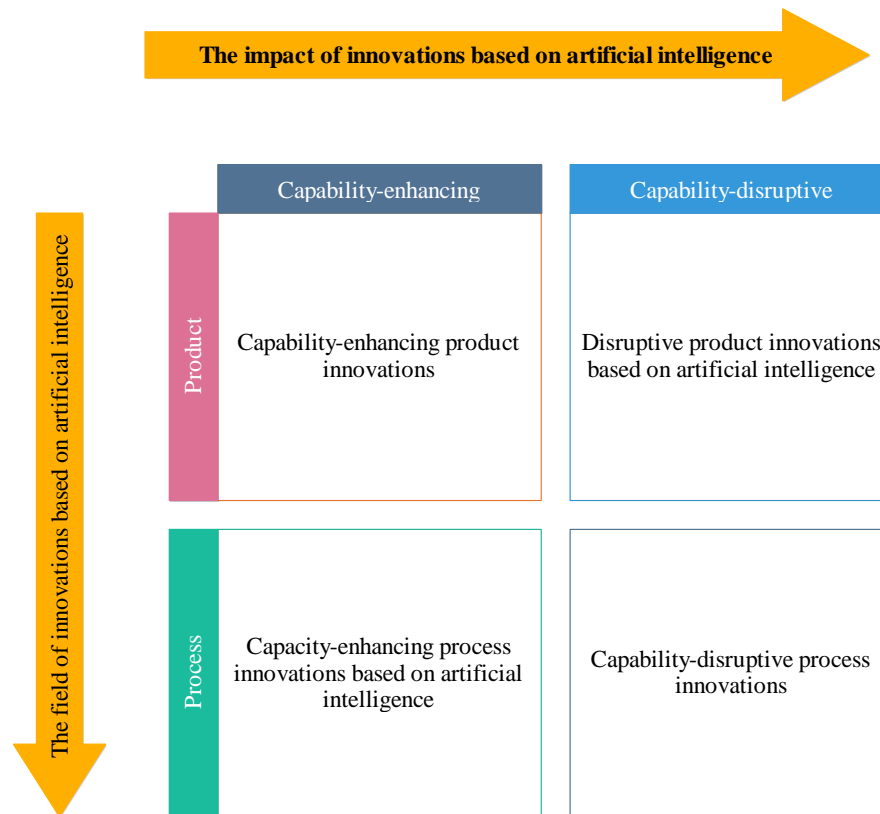 The impact of innovations based on artificial intelligence
Capability-enhancing
Capability-disruptive
The field of innovations based on artificial intelligence
Product
Capability-enhancing product
innovations
Disruptive product innovations
based on artificial intelligence
Process
Capacity-enhancing process
innovations based on artificial
intelligence
Capability-disruptive process
innovations